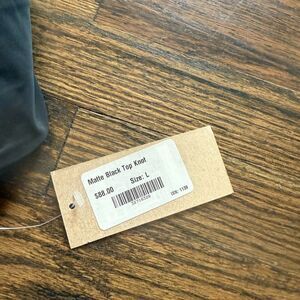 Matte Black Top Knot
$88.00 Size: L